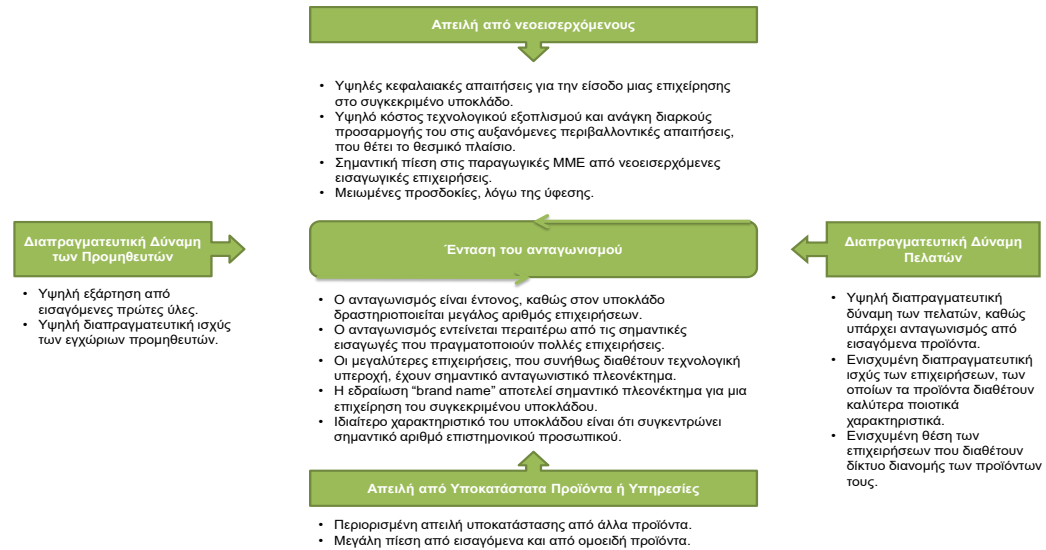 Απειλή από νεοεισερχόμενους
• Υψηλές κεφαλαιακές απαιτήσεις για την είσοδο μιας επιχείρησης
στο συγκεκριμένο υποκλάδο.
• Υψηλό κόστος τεχνολογικού εξοπλισμού και ανάγκη διαρκούς
προσαρμογής του στις αυξανόμενες περιβαλλοντικές απαιτήσεις,
που θέτει το θεσμικό πλαίσιο.
• Σημαντική πίεση στις παραγωγικές ΜΜΕ από νεοεισερχόμενες
εισαγωγικές επιχειρήσεις.
• Μειωμένες προσδοκίες, λόγω της ύφεσης.
Διαπραγματευτική Δύναμη
των Προμηθευτών
• Υψηλή εξάρτηση από
εισαγόμενες πρώτες ύλες.
• Υψηλή διαπραγματευτική ισχύς
των εγχώριων προμηθευτών.
Ένταση του ανταγωνισμού
• Ο ανταγωνισμός είναι έντονος, καθώς στον υποκλάδο
δραστηριοποιείται μεγάλος αριθμός επιχειρήσεων.
• Ο ανταγωνισμός εντείνεται περαιτέρω από τις σημαντικές
εισαγωγές που πραγματοποιούν πολλές επιχειρήσεις.
• Οι μεγαλύτερες επιχειρήσεις, που συνήθως διαθέτουν τεχνολογική
υπεροχή, έχουν σημαντικό ανταγωνιστικό πλεονέκτημα.
• Η εδραίωση “brand name” αποτελεί σημαντικό πλεονέκτημα για μια
επιχείρηση του συγκεκριμένου υποκλάδου.
• Ιδιαίτερο χαρακτηριστικό του υποκλάδου είναι ότι συγκεντρώνει
σημαντικό αριθμό επιστημονικού προσωπικού.
Διαπραγματευτική Δύναμη
Πελατών
• Υψηλή διαπραγματευτική
δύναμη των πελατών, καθώς
υπάρχει ανταγωνισμός από
εισαγόμενα προϊόντα.
• Ενισχυμένη διαπραγματευτική
ισχύς των επιχειρήσεων, των
οποίων τα προϊόντα διαθέτουν
καλύτερα ποιοτικά
χαρακτηριστικά.
• Ενισχυμένη θέση των
επιχειρήσεων που διαθέτουν
δίκτυο διανομής των προϊόντων
τους.
Απειλή από Υποκατάστατα Προϊόντα ή Υπηρεσίες
• Περιορισμένη απειλή υποκατάστασης από άλλα προϊόντα.
• Μεγάλη πίεση από εισαγόμενα και από ομοειδή προϊόντα.